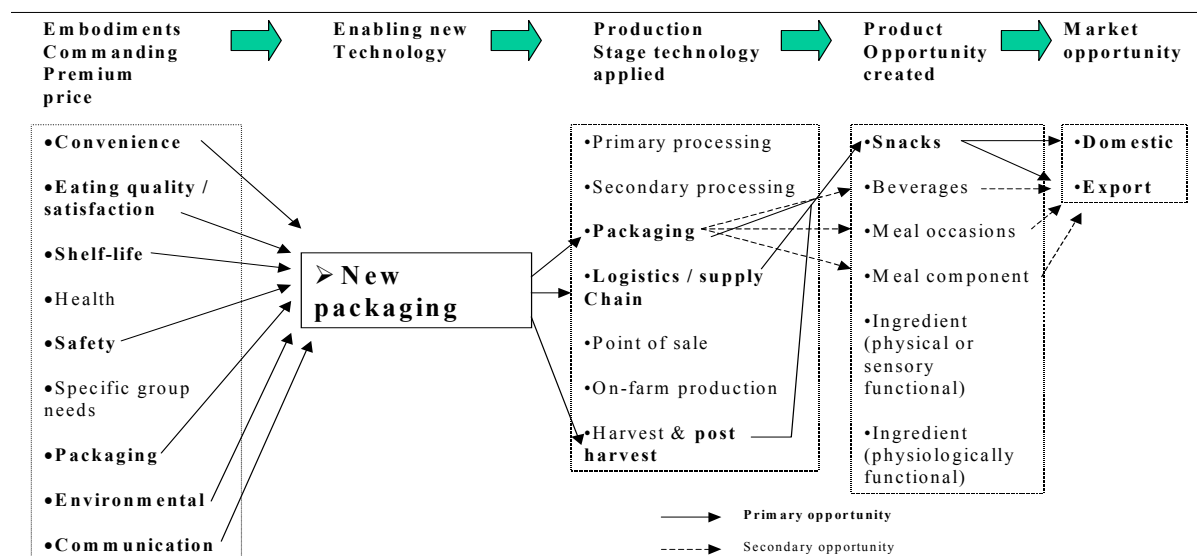 Embodiments
Commanding
Premium
price
Enabling new
Technology
Production
Stage technology
applied
Product
Opportunity
created
Market
opportunity
•Convenience
•Eating quality /
satisfaction
•Shelf-life
•Health
•Safety
•Specific group
needs
•Packaging
•Environmental
•Communication
➢ New
packaging
•Primary processing
•Secondary processing
•Packaging
•Logistics / supply
Chain
•Point of sale
•On-farm production
•Harvest & post
harvest
•Snacks
•Beverages
•Meal occasions
•Meal component
•Ingredient
(physical or
sensory
functional)
•Ingredient
(physiologically
functional)
•Domestic
•Export
Primary opportunity
Secondary opportunity